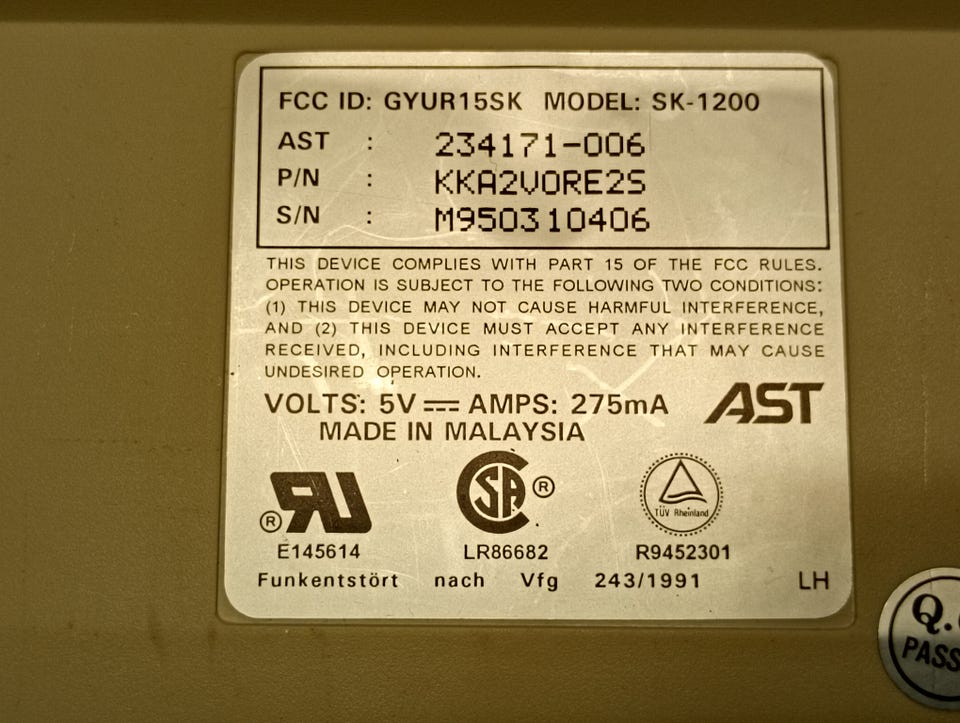 FCC ID: GYUR15SK MODEL: SK-1200
AST : 234171-006
P/N : KKA2V0RE2S
S/N : M950310406
THIS DEVICE COMPLIES WITH PART 15 OF THE FCC RULES.
OPERATION IS SUBJECT TO THE FOLLOWING TWO CONDITIONS:
(1) THIS DEVICE MAY NOT CAUSE HARMFUL INTERFERENCE,
AND (2) THIS DEVICE MUST ACCEPT ANY INTERFERENCE
RECEIVED, INCLUDING INTERFERENCE THAT MAY CAUSE
UNDESIRED OPERATION.
VOLTS: 5V ⎓ AMPS: 275mA
AST
MADE IN MALAYSIA
® RU
SA ®
TÜV Rheinland
E145614 LR86682 R9452301
Funkentstört nach Vfg 243/1991 LH
Q.
PASS